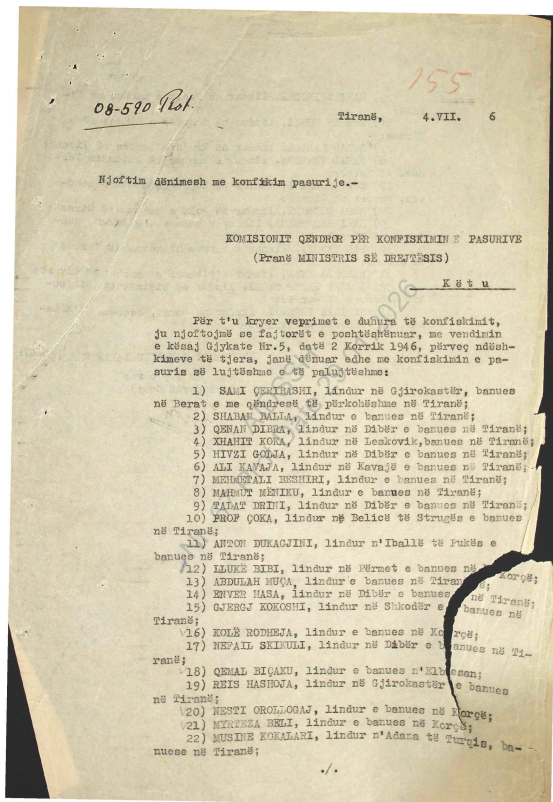 155
08-590 Prot.
Tiranë, 4.VII. 6
Njoftim dënimesh me konfikim pasurije.-
KOMISIONIT QENDROR PËR KONFISKIMIN E PASURIVE
(Pranë MINISTRIS SË DREJTËSIS)
Këtu
Për t'u kryer veprimet e duhura të konfiskimit,
ju njoftojmë se fajtorët e poshtëshënuar, me vendimin
e kësaj Gjykate Nr.5, datë 2 Korrik 1946, përveç ndësh-
kimeve të tjera, janë dënuar edhe me konfiskimin e pa-
suris së lujtëshme e të palujtëshme:
1) SAMI ÇERIBASHI, lindur në Gjirokastër, banues
në Berat e me qëndresë të përkohëshme në Tiranë;
2) SHABAN BALLA, lindur e banues në Tiranë;
3) QENAN DIBRA, lindur në Dibër e banues në Tiranë;
4) XHAHIT KOKA, lindur në Leskovik,banues në Tiranë;
5) HIVZI GOLJA, lindur në Dibër e banues në Tiranë;
6) ALI KAVAJA, lindur në Kavajë e banues në Tiranë;
7) MEHMETALI BESHIRI, lindur e banues në Tiranë;
8) MAHMUT MËNIKU, lindur e banues në Tiranë;
9) TALAT DRINI, lindur në Dibër e banues në Tiranë;
10) PROF ÇOKA, lindur në Belicë të Strugës e banues
në Tiranë;
11) ANTON DUKAGJINI, lindur n'Iballë të Pukës e
banues në Tiranë;
12) LLUKË BIBI, lindur në Përmet e banues në Korçë;
13) ABDULAH MUÇA, lindur e banues në Tiranë;
14) ENVER HASA, lindur në Dibër e banues në Tiranë;
15) GJERGJ KOKOSHI, lindur në Shkodër e banues në
Tiranë;
16) KOLË RODHEJA, lindur e banues në Korçë;
17) NEFAIL SKIKULI, lindur në Dibër e banues në Ti-
ranë;
18) QEMAL BIÇAKU, lindur e banues n'Elbasan;
19) REIS HASHOJA, lindur në Gjirokastër e banues
në Tiranë;
20) NESTI OROLLOGAJ, lindur e banues në Korçë;
21) MYRTEZA BELI, lindur e banues në Korçë;
22) MUSINE KOKALARI, lindur n'Adana të Turqis, ba-
nuese në Tiranë;
./.